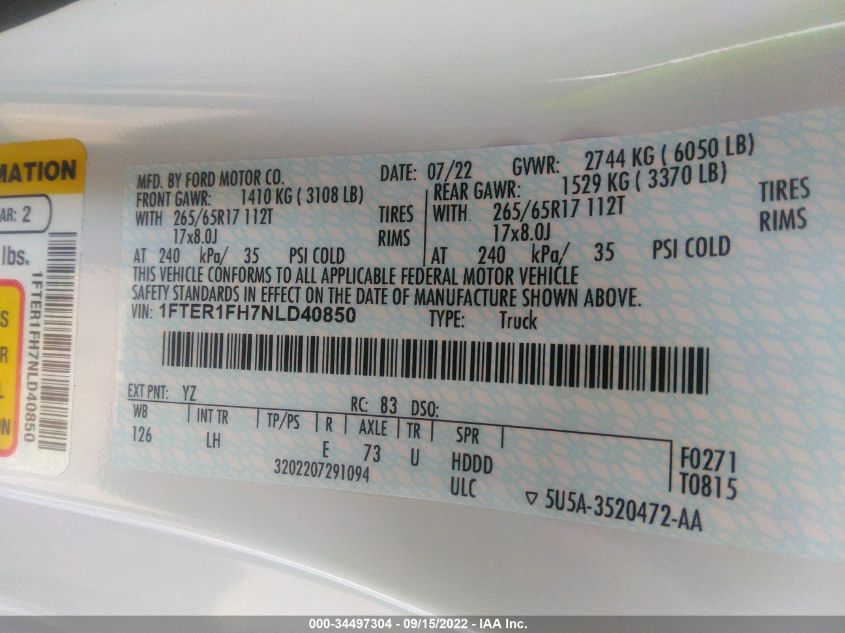 MATION
AR: 2
lbs.
S
R
L
N
1FTER1FH7NLD40850
MFD. BY FORD MOTOR CO. DATE: 07/22 GVWR: 2744 KG ( 6050 LB)
FRONT GAWR: 1410 KG ( 3108 LB) REAR GAWR: 1529 KG ( 3370 LB)
WITH 265/65R17 112T TIRES WITH 265/65R17 112T TIRES
17x8.0J RIMS 17x8.0J RIMS
AT 240 kPa/ 35 PSI COLD AT 240 kPa/ 35 PSI COLD
THIS VEHICLE CONFORMS TO ALL APPLICABLE FEDERAL MOTOR VEHICLE
SAFETY STANDARDS IN EFFECT ON THE DATE OF MANUFACTURE SHOWN ABOVE.
VIN: 1FTER1FH7NLD40850 TYPE: Truck
EXT PNT: YZ RC: 83 DSO:
WB INT TR TP/PS R AXLE TR SPR
126 LH E 73 U HDDD F0271
3202207291094 ULC T0815
▽ 5U5A-3520472-AA
000-34497304 - 09/15/2022 - IAA Inc.